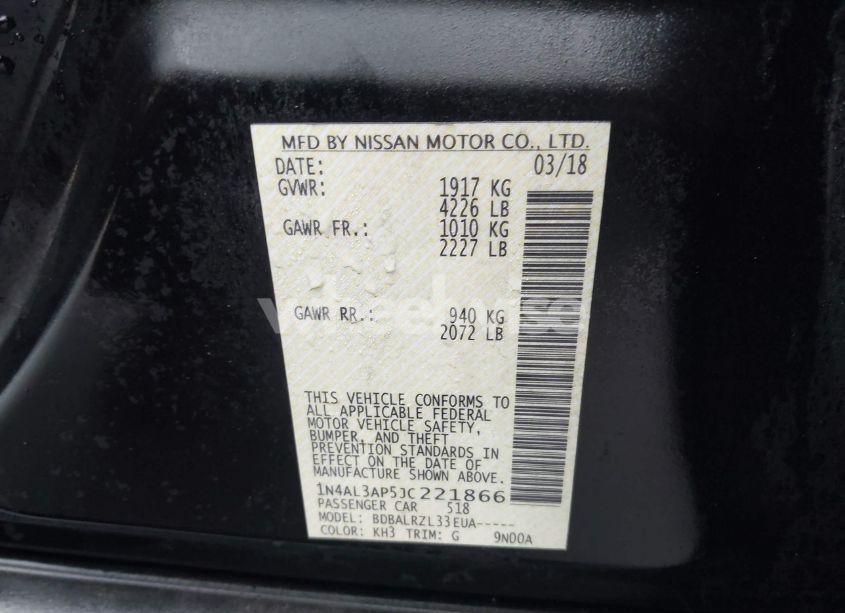 MFD BY NISSAN MOTOR CO., LTD.
DATE: 03/18
GVWR: 1917 KG
4226 LB
GAWR FR.: 1010 KG
2227 LB
wheelwise
GAWR RR.: 940 KG
2072 LB
THIS VEHICLE CONFORMS TO
ALL APPLICABLE FEDERAL
MOTOR VEHICLE SAFETY,
BUMPER, AND THEFT
PREVENTION STANDARDS IN
EFFECT ON THE DATE OF
MANUFACTURE SHOWN ABOVE.
1N4AL3AP5JC221866
PASSENGER CAR 518
MODEL: BDBALRZL33EUA-----
COLOR: KH3 TRIM: G 9N00A